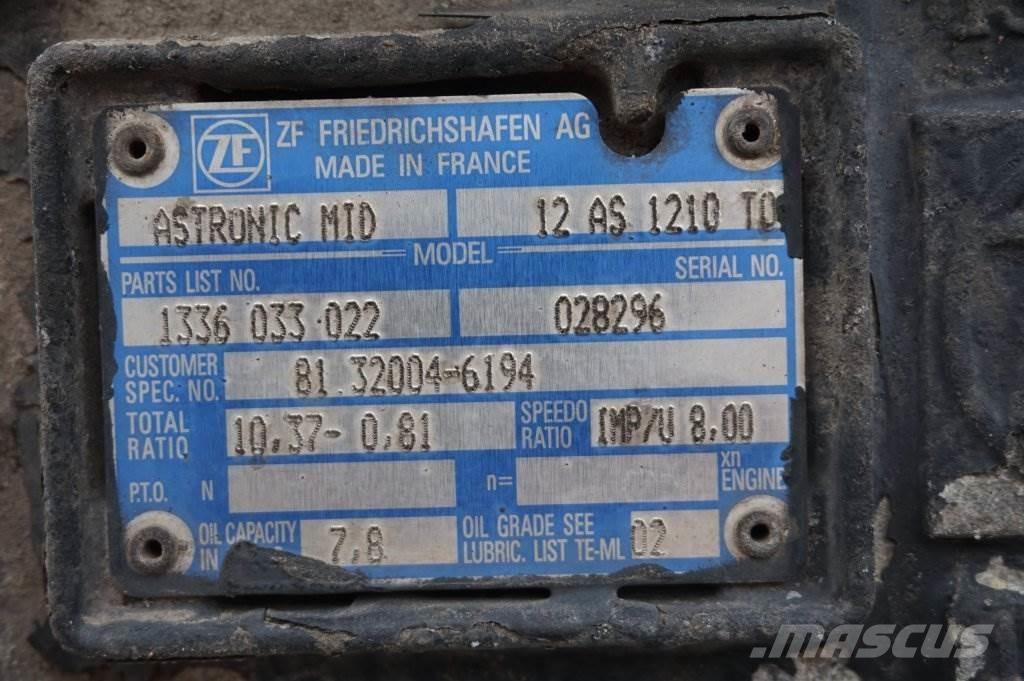 ZF ZF FRIEDRICHSHAFEN AG
MADE IN FRANCE
ASTRONIC MID 12 AS 1210 TO
MODEL
PARTS LIST NO. SERIAL NO.
1336 033 022 028296
CUSTOMER SPEC. NO. 81.32004-6194
TOTAL RATIO 10,37- 0,81 SPEEDO RATIO IMP/U 8,00
P.T.O. N n= xn ENGINE
OIL CAPACITY IN 7,8 OIL GRADE SEE LUBRIC. LIST TE-ML 02
MASCUS